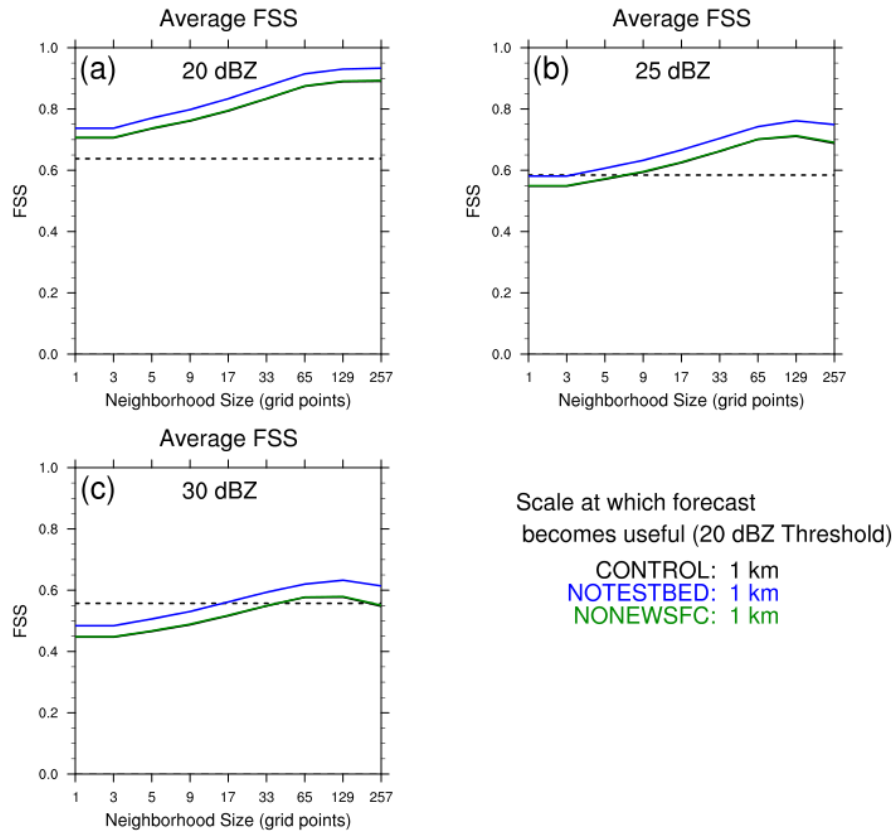 Average FSS
(a)
20 dBZ
FSS
1.0
0.8
0.6
0.4
0.2
0.0
1 3 5 9 17 33 65 129 257
Neighborhood Size (grid points)
Average FSS
(b)
25 dBZ
FSS
1.0
0.8
0.6
0.4
0.2
0.0
1 3 5 9 17 33 65 129 257
Neighborhood Size (grid points)
Average FSS
(c)
30 dBZ
FSS
1.0
0.8
0.6
0.4
0.2
0.0
1 3 5 9 17 33 65 129 257
Neighborhood Size (grid points)
Scale at which forecast
becomes useful (20 dBZ Threshold)
CONTROL: 1 km
NOTESTBED: 1 km
NONEWSFC: 1 km